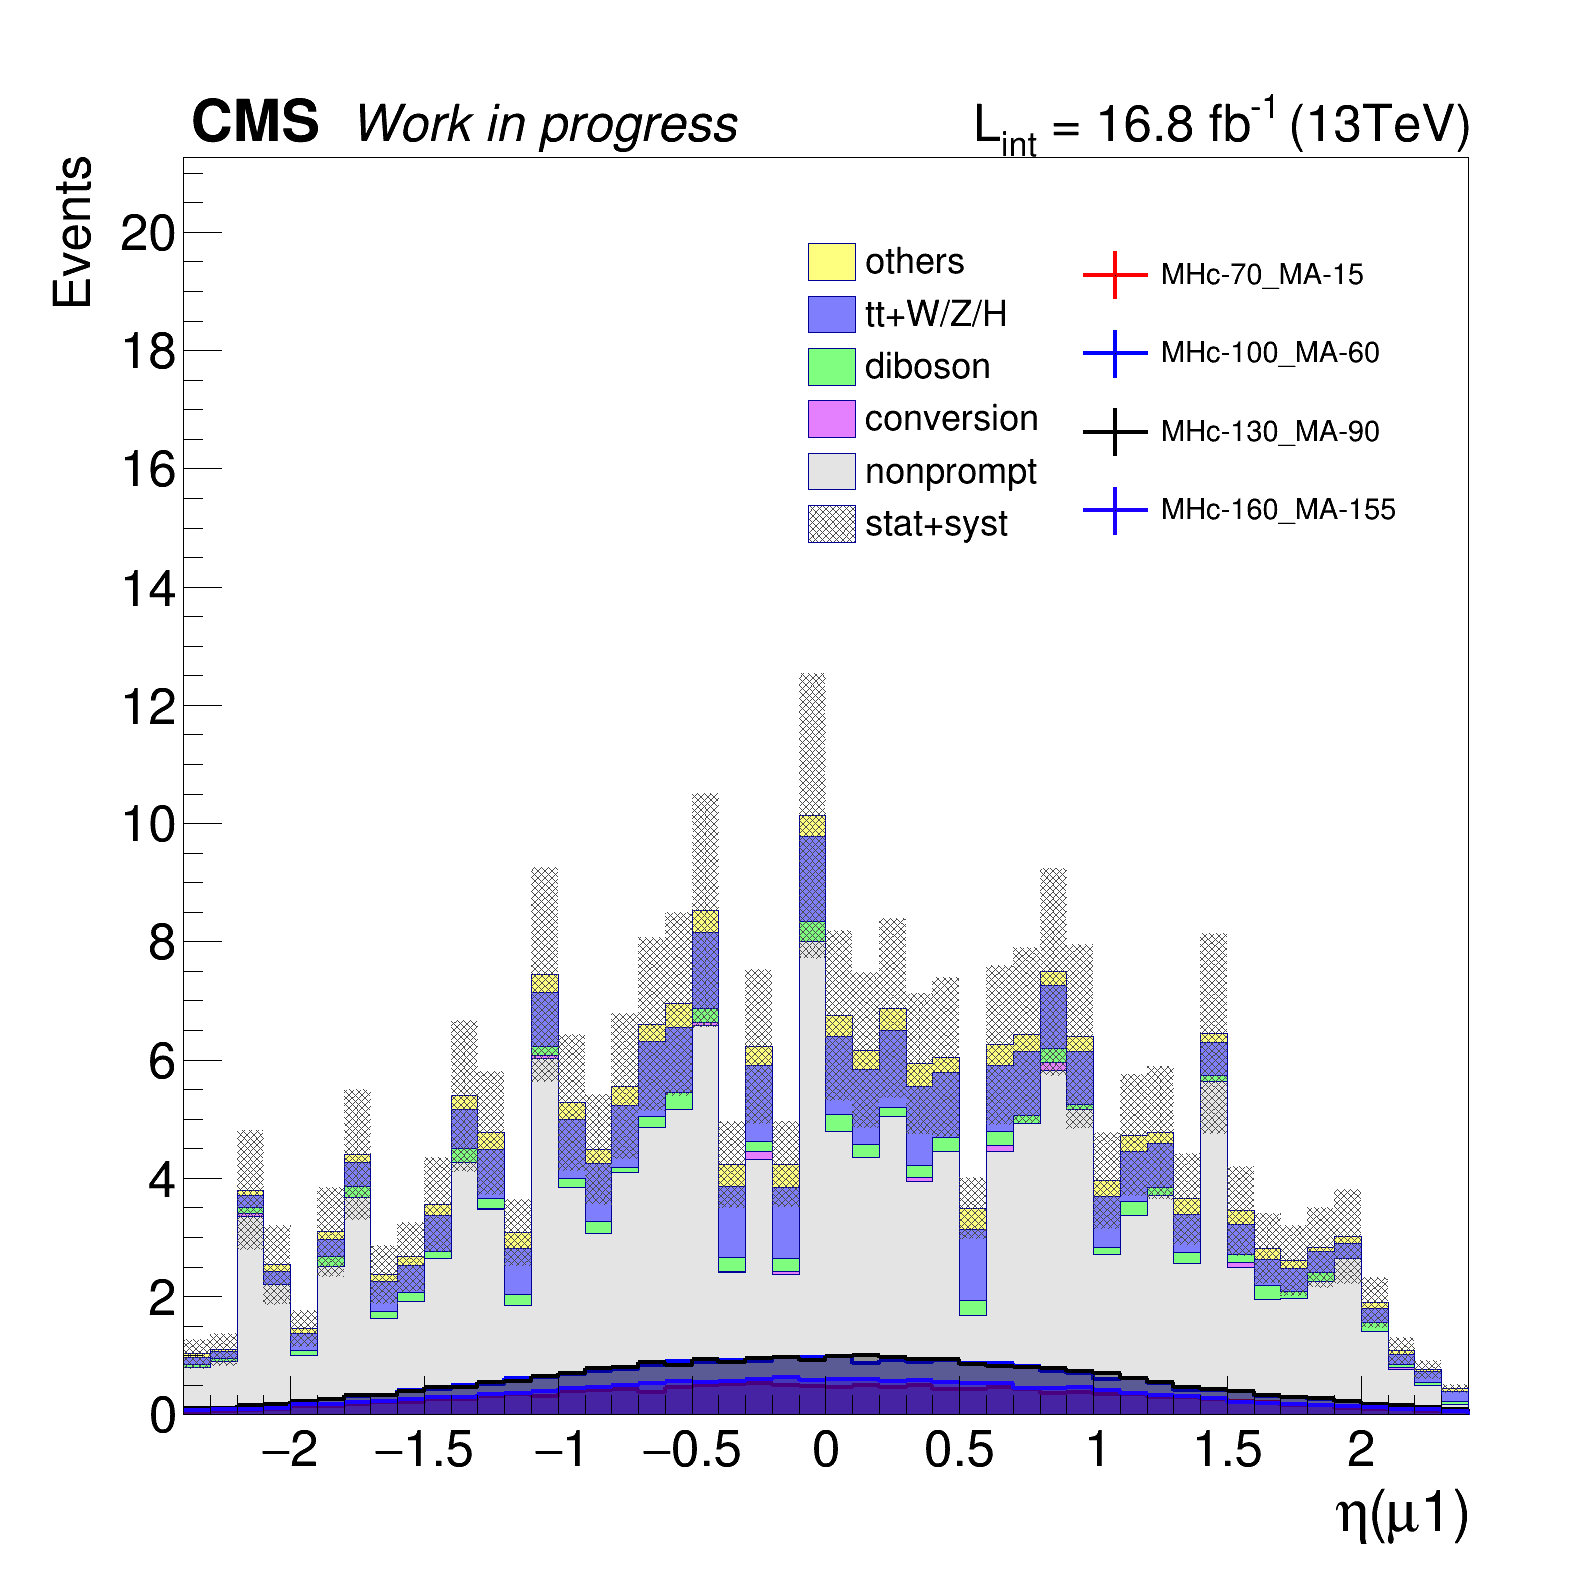 CMS Work in progress L_int = 16.8 fb^-1 (13TeV)
Events
20
18
16
14
12
10
8
6
4
2
0
others
tt+W/Z/H
diboson
conversion
nonprompt
stat+syst
MHc-70_MA-15
MHc-100_MA-60
MHc-130_MA-90
MHc-160_MA-155
−2 −1.5 −1 −0.5 0 0.5 1 1.5 2
η(μ1)